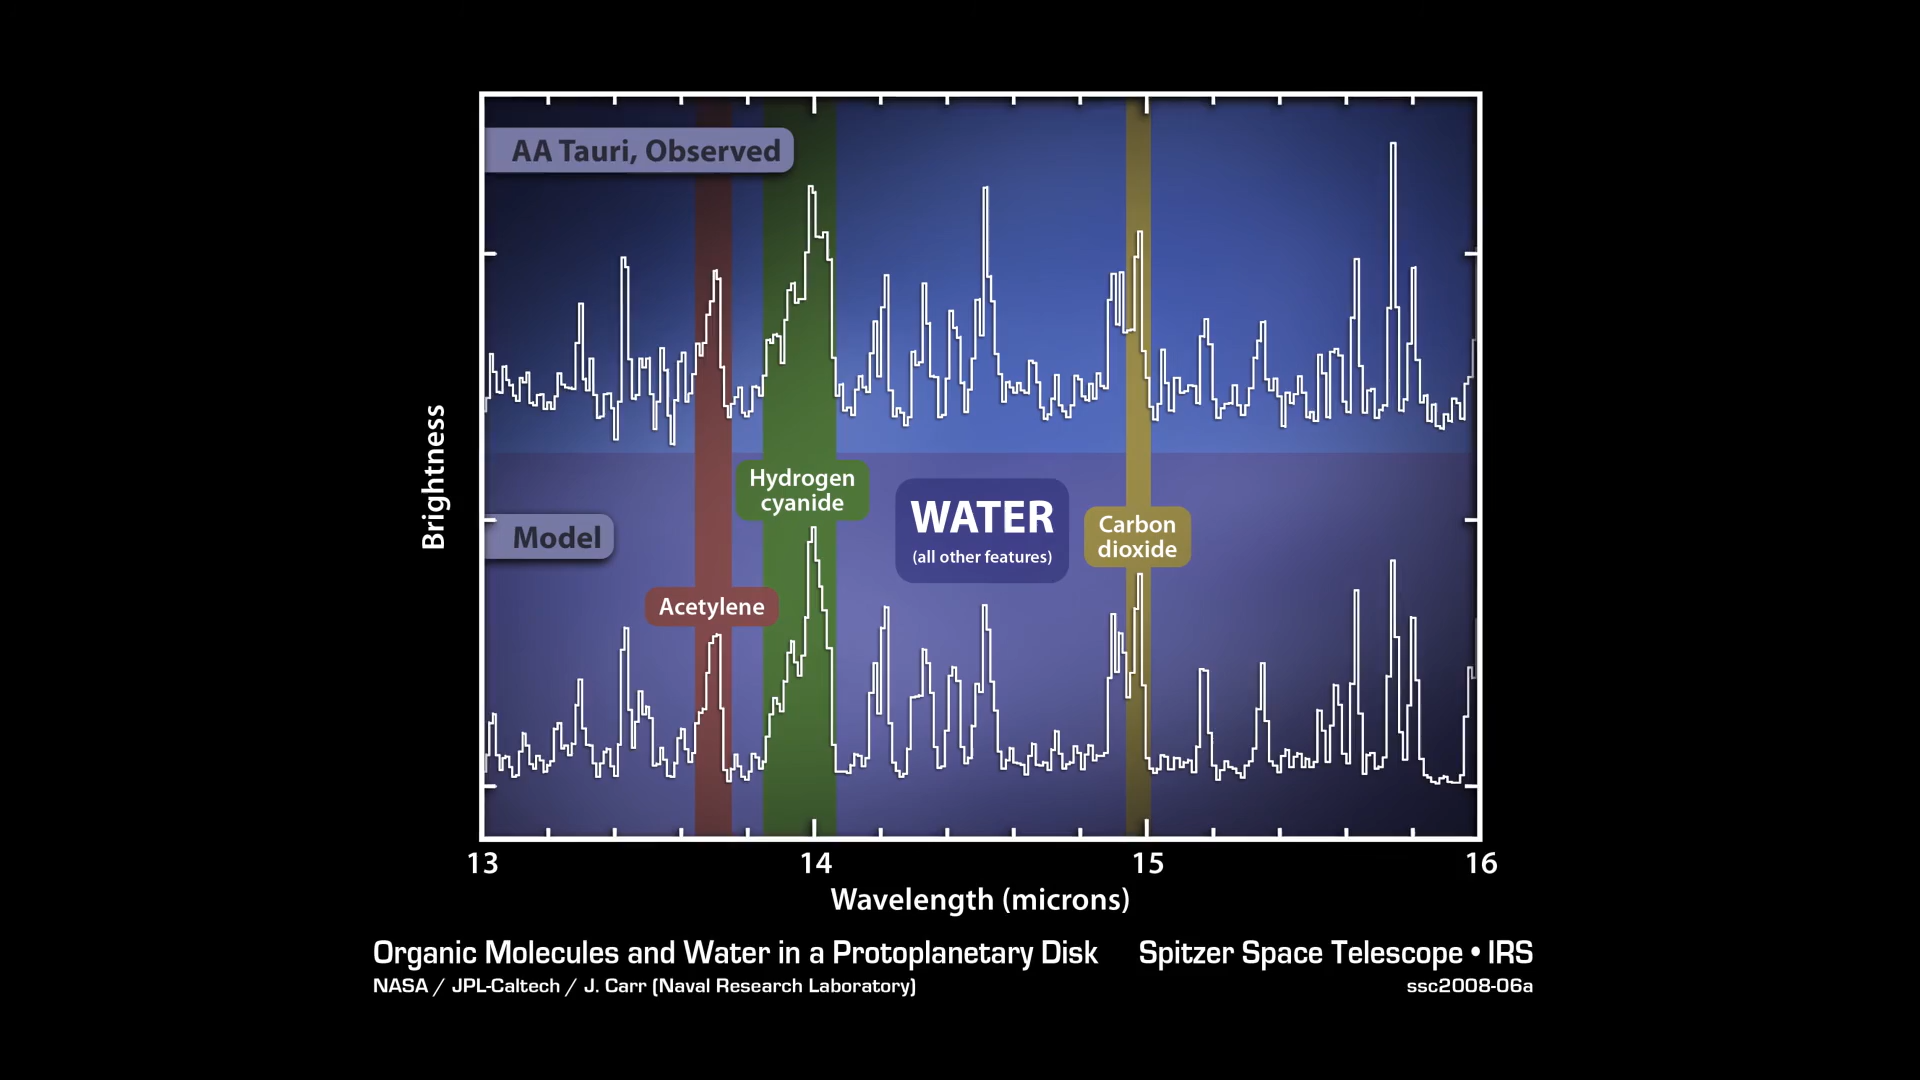 AA Tauri, Observed
Hydrogen
cyanide
WATER
(all other features)
Carbon
dioxide
Model
Acetylene
Brightness
13 14 15 16
Wavelength (microns)
Organic Molecules and Water in a Protoplanetary Disk
Spitzer Space Telescope • IRS
NASA / JPL-Caltech / J. Carr (Naval Research Laboratory)
ssc2008-06a